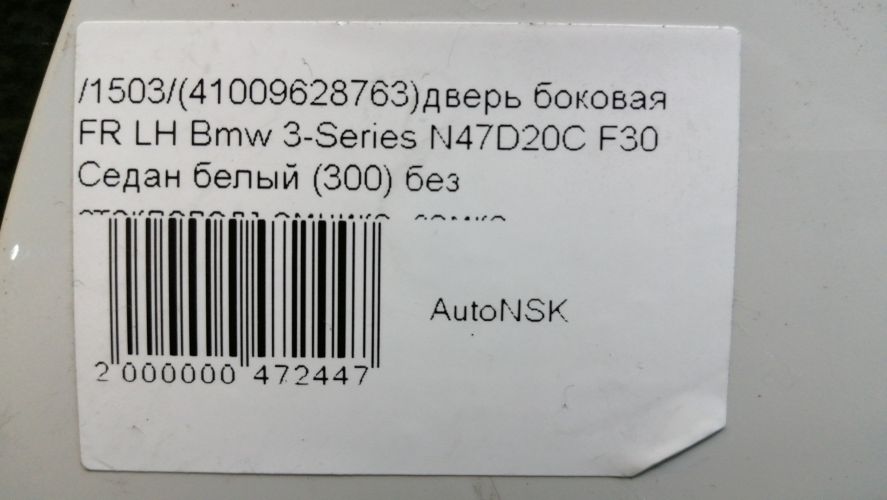 /1503/(41009628763)дверь боковая
FR LH Bmw 3-Series N47D20C F30
Седан белый (300) без
AutoNSK
2 000000 472447